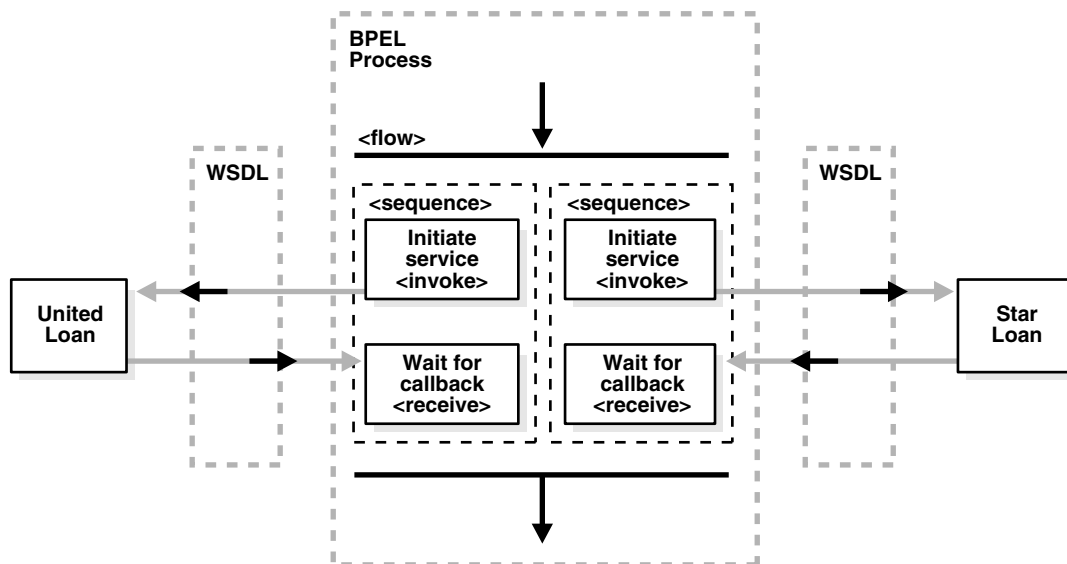 BPEL
Process
<flow>
WSDL
WSDL
<sequence>
<sequence>
Initiate
service
<invoke>
Initiate
service
<invoke>
United
Loan
Star
Loan
Wait for
callback
<receive>
Wait for
callback
<receive>